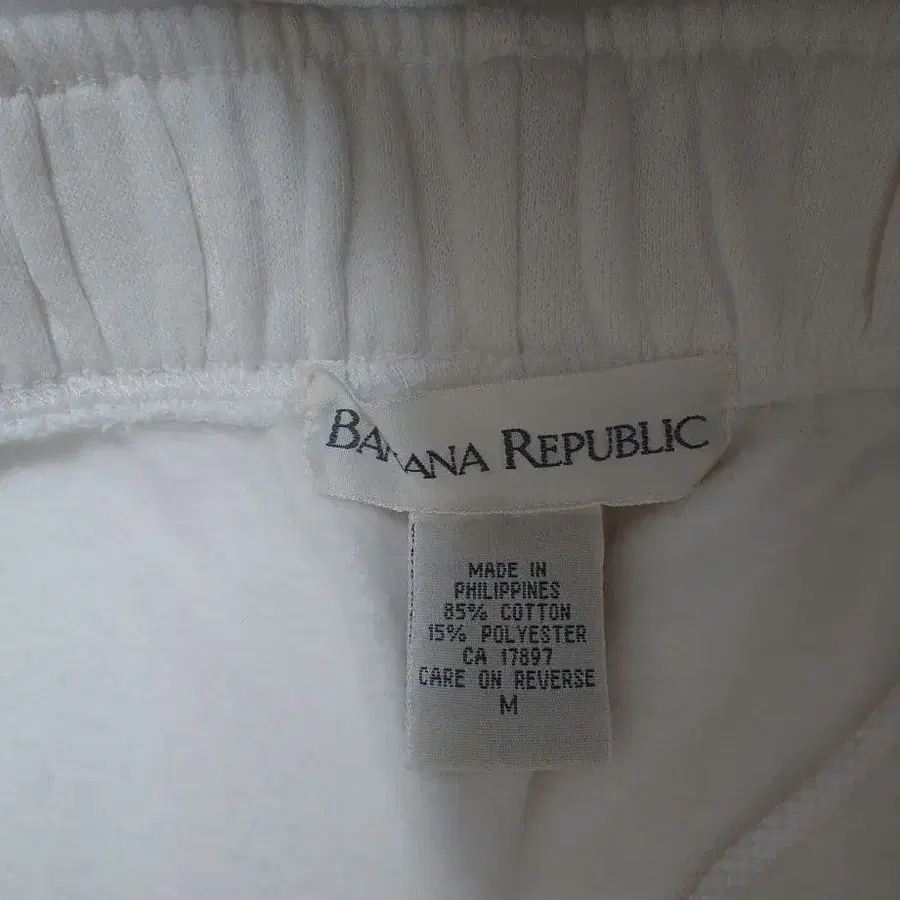 BANANA REPUBLIC
MADE IN
PHILIPPINES
85% COTTON
15% POLYESTER
CA 17897
CARE ON REVERSE
M